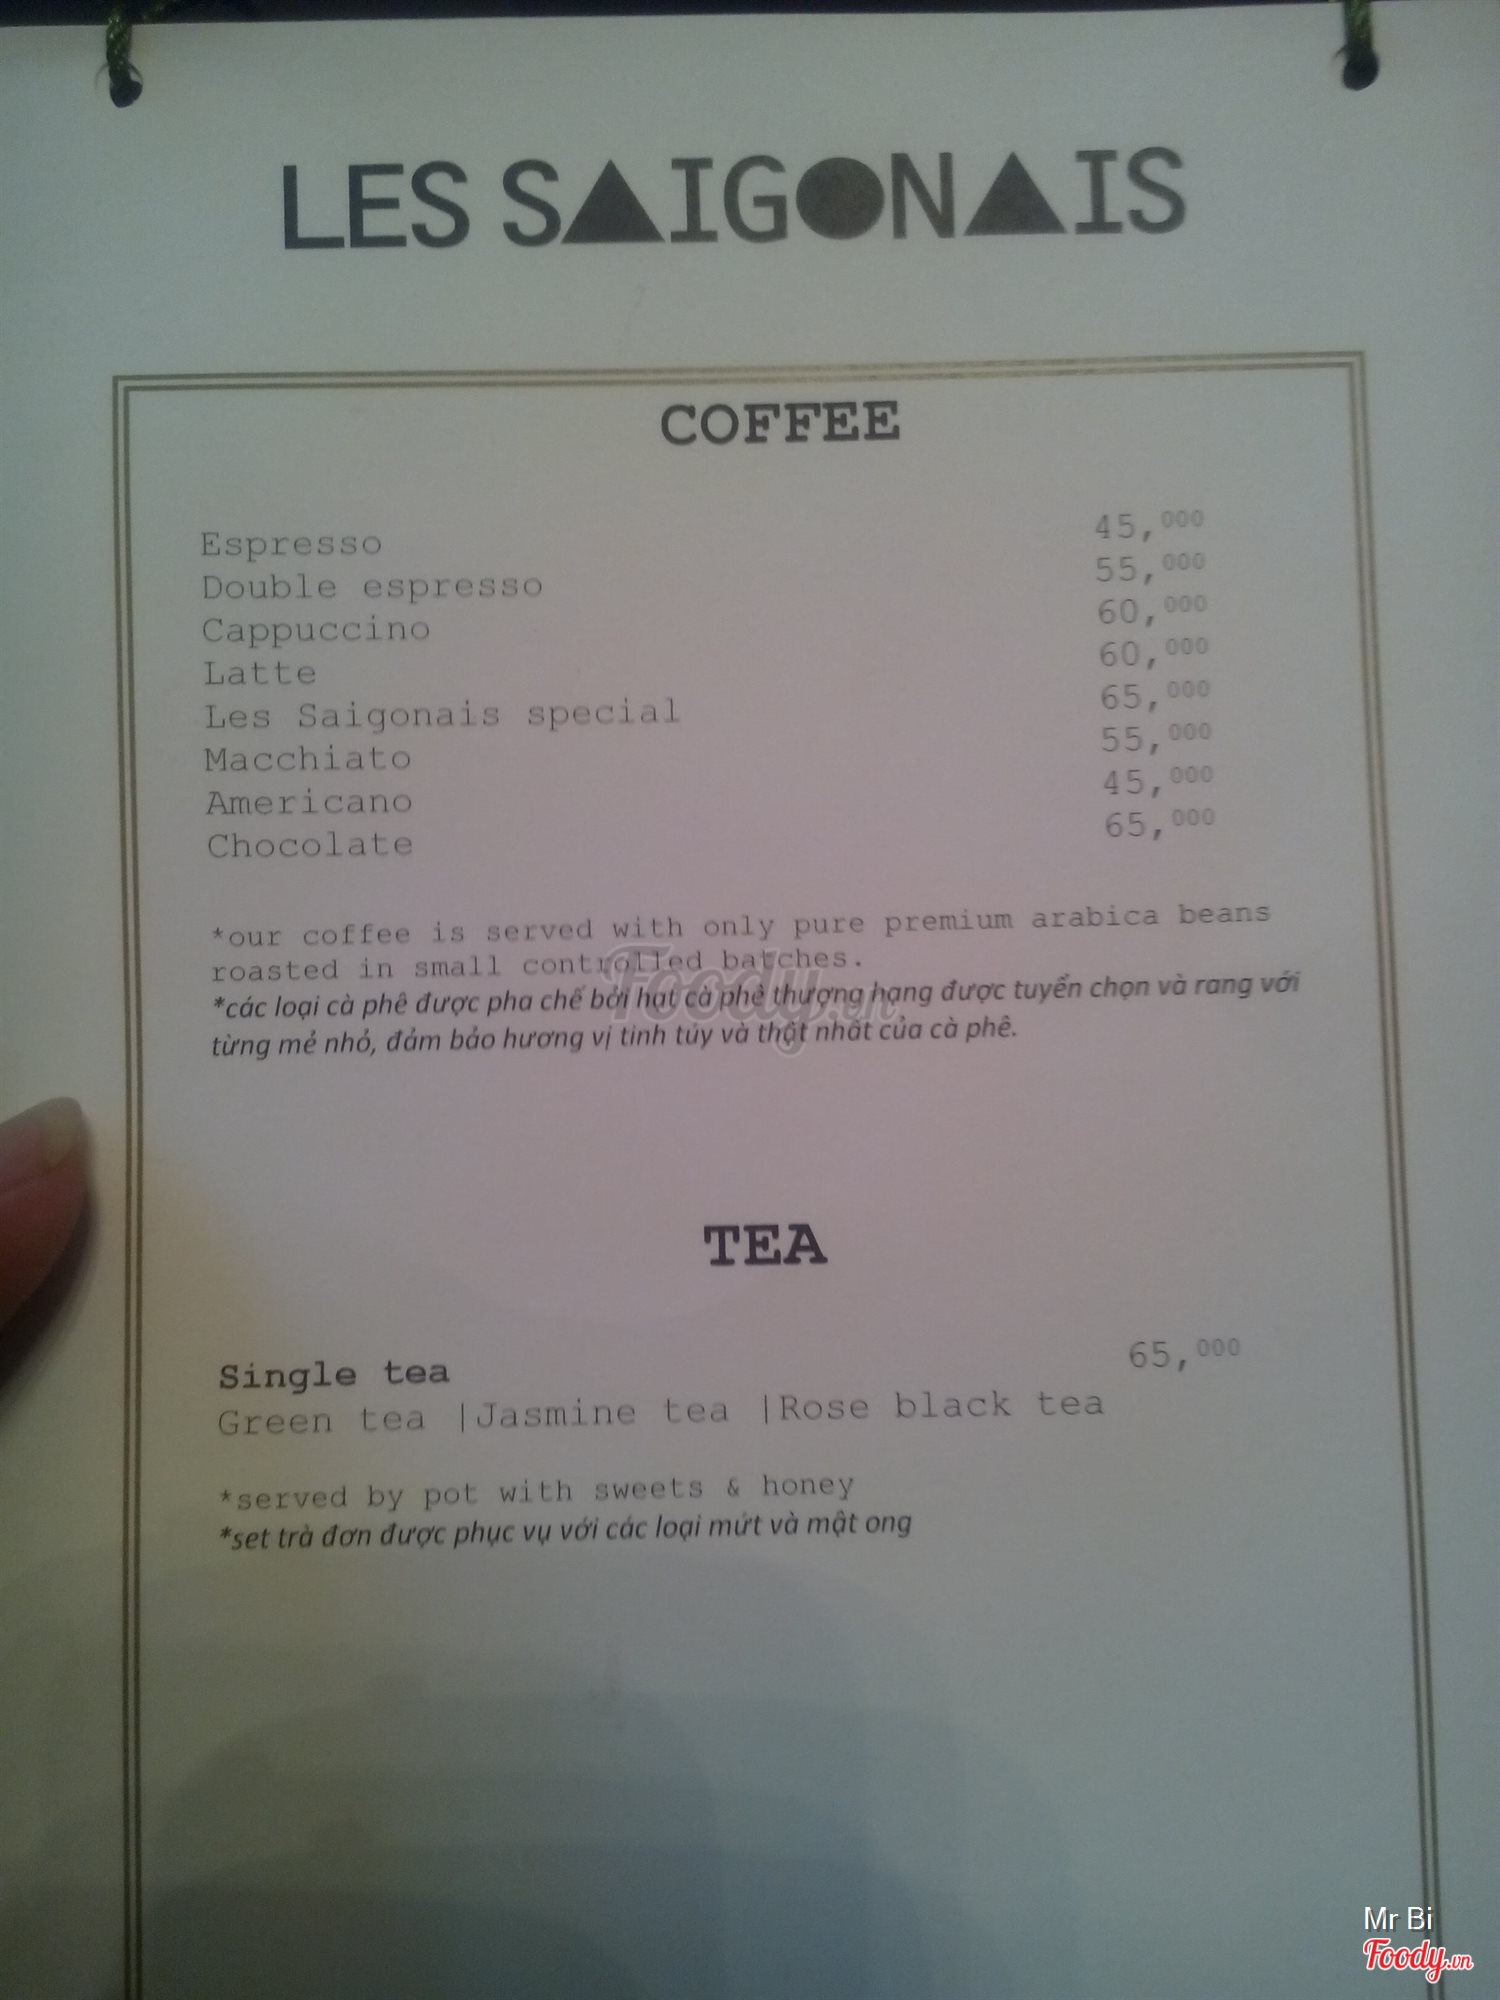 LES SAIGONAIS
COFFEE
Espresso 45,000
Double espresso 55,000
Cappuccino 60,000
Latte 60,000
Les Saigonais special 65,000
Macchiato 55,000
Americano 45,000
Chocolate 65,000
*our coffee is served with only pure premium arabica beans
roasted in small controlled batches.
*các loại cà phê được pha chế bởi hạt cà phê thượng hạng được tuyển chọn và rang với
từng mẻ nhỏ, đảm bảo hương vị tinh túy và thật nhất của cà phê.
Foody.vn
TEA
Single tea 65,000
Green tea |Jasmine tea |Rose black tea
*served by pot with sweets & honey
*set trà đơn được phục vụ với các loại mứt và mật ong
Mr Bi
Foody.vn